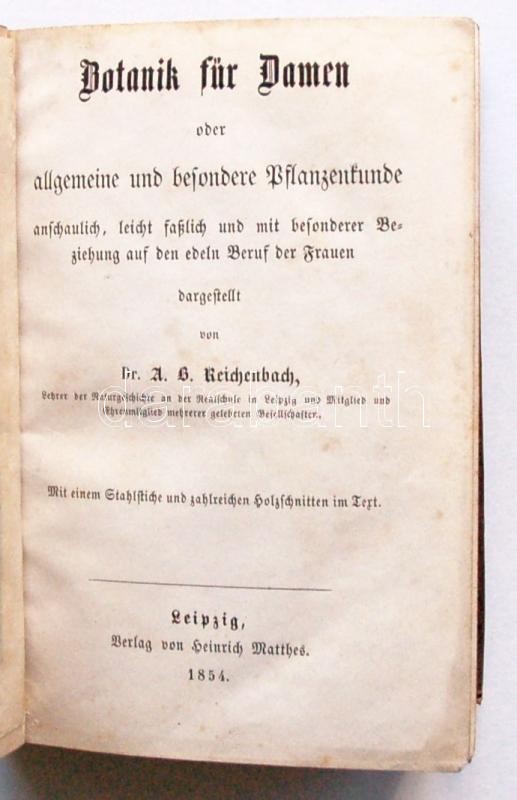 Botanik für Damen
oder
allgemeine und besondere Pflanzenkunde
anschaulich, leicht faßlich und mit besonderer Be-
ziehung auf den edeln Beruf der Frauen
dargestellt
von
Dr. A. B. Reichenbach,
Lehrer der Naturgeschichte an der Realschule in Leipzig und Mitglied und
Ehrenmitglied mehrerer gelehrten Gesellschaften.
darabanth
Mit einem Stahlstiche und zahlreichen Holzschnitten im Text.
Leipzig,
Verlag von Heinrich Matthes.
1854.